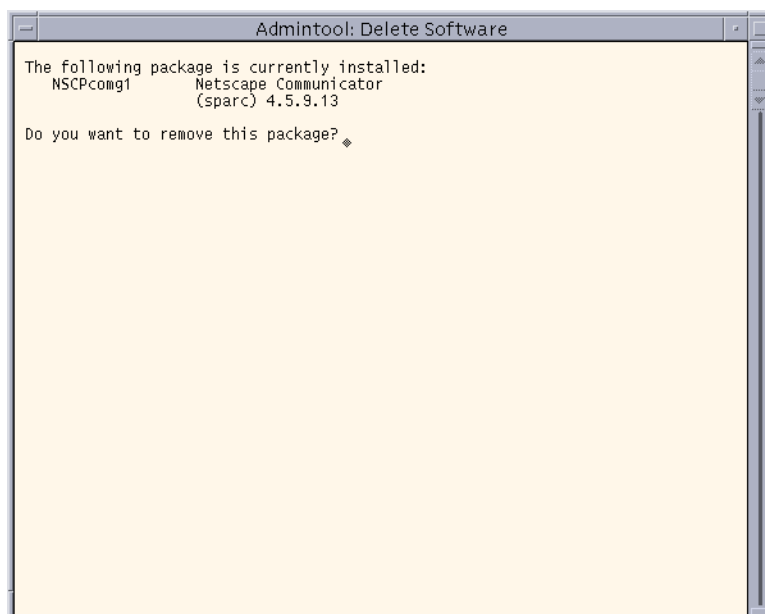 Admintool: Delete Software
The following package is currently installed:
NSCPcomg1 Netscape Communicator
(sparc) 4.5.9.13
Do you want to remove this package?